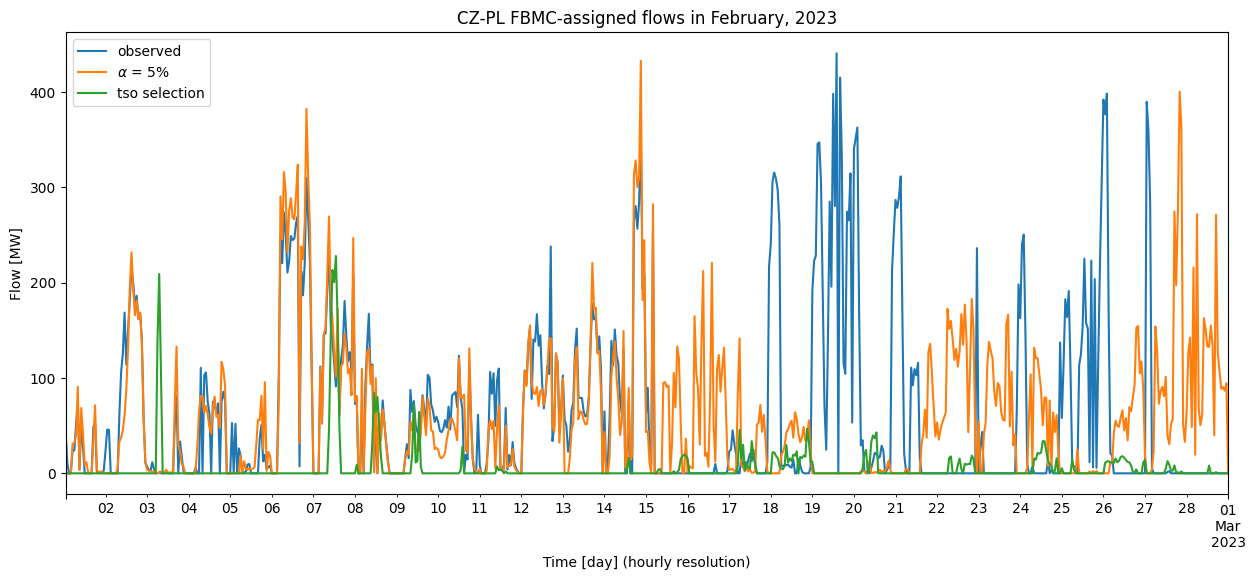 CZ-PL FBMC-assigned flows in February, 2023
observed
α = 5%
tso selection
Flow [MW]
400
300
200
100
0
02 03 04 05 06 07 08 09 10 11 12 13 14 15 16 17 18 19 20 21 22 23 24 25 26 27 28 01
Mar
2023
Time [day] (hourly resolution)